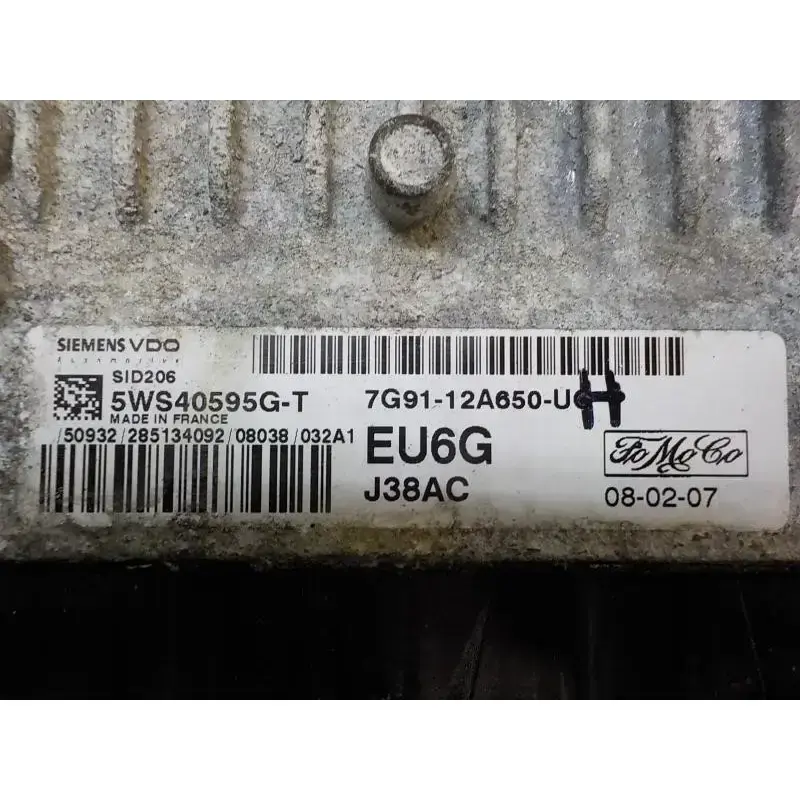 SIEMENS VDO
Automotive
SID206
5WS40595G-T
MADE IN FRANCE
/50932/285134092/08038/032A1
7G91-12A650-UGH
EU6G
J38AC
FoMoCo
08-02-07